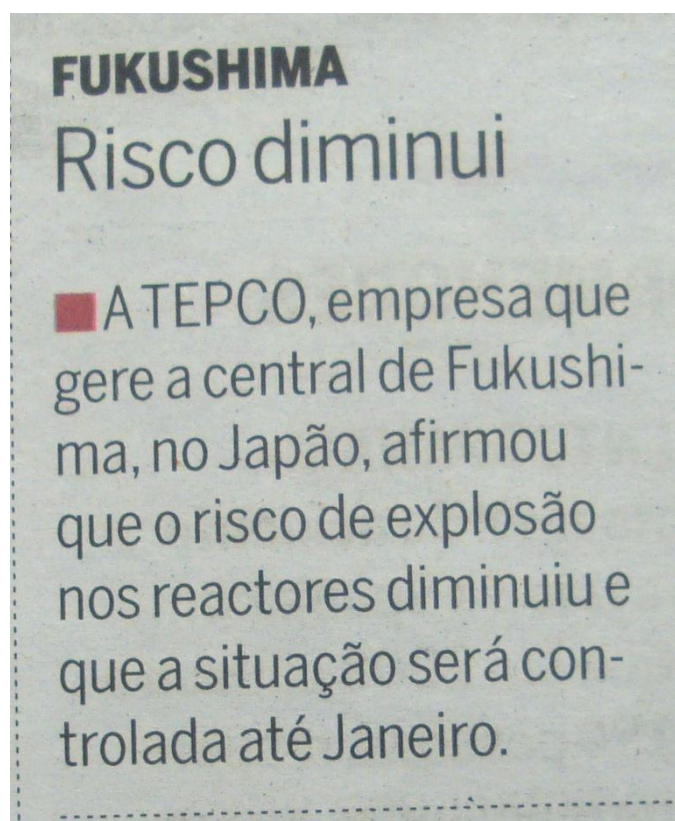 FUKUSHIMA
Risco diminui
A TEPCO, empresa que
gere a central de Fukushi-
ma, no Japão, afirmou
que o risco de explosão
nos reactores diminuiu e
que a situação será con-
trolada até Janeiro.